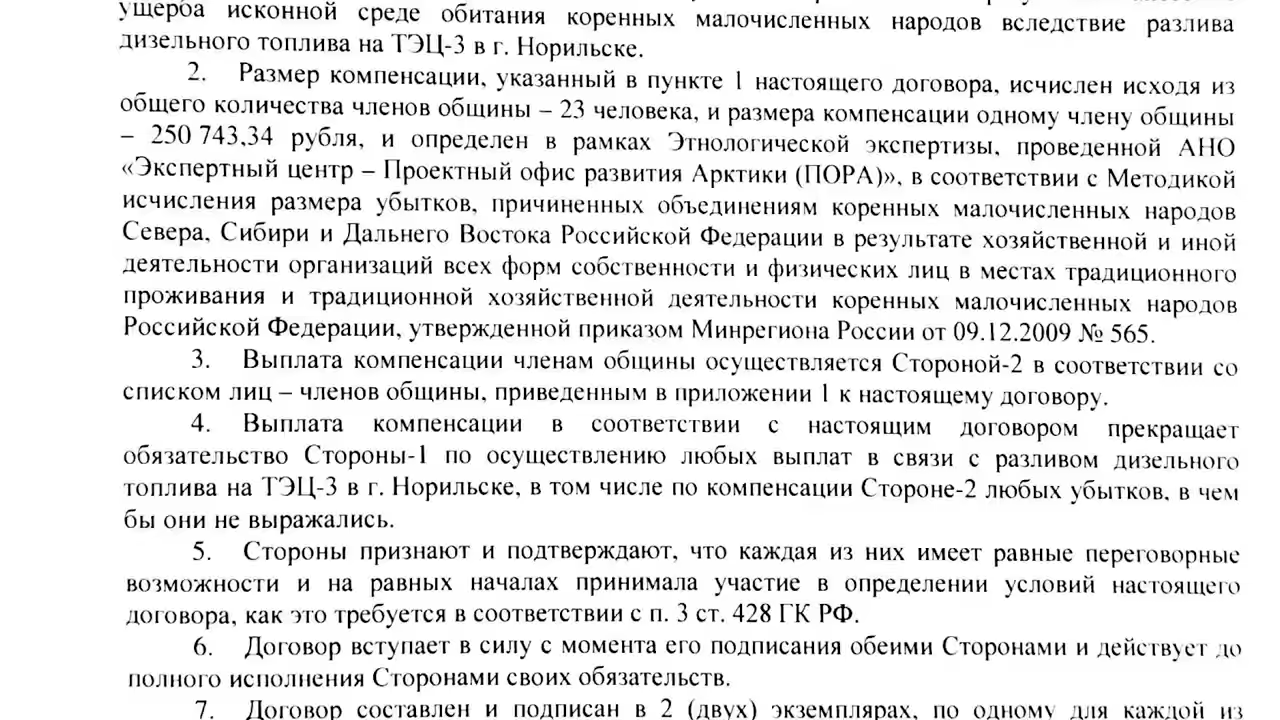 ущерба исконной среде обитания коренных малочисленных народов вследствие разлива
дизельного топлива на ТЭЦ-3 в г. Норильске.
2. Размер компенсации, указанный в пункте 1 настоящего договора, исчислен исходя из
общего количества членов общины – 23 человека, и размера компенсации одному члену общины
– 250 743,34 рубля, и определен в рамках Этнологической экспертизы, проведенной АНО
«Экспертный центр – Проектный офис развития Арктики (ПОРА)», в соответствии с Методикой
исчисления размера убытков, причиненных объединениям коренных малочисленных народов
Севера, Сибири и Дальнего Востока Российской Федерации в результате хозяйственной и иной
деятельности организаций всех форм собственности и физических лиц в местах традиционного
проживания и традиционной хозяйственной деятельности коренных малочисленных народов
Российской Федерации, утвержденной приказом Минрегиона России от 09.12.2009 № 565.
3. Выплата компенсации членам общины осуществляется Стороной-2 в соответствии со
списком лиц – членов общины, приведенным в приложении 1 к настоящему договору.
4. Выплата компенсации в соответствии с настоящим договором прекращает
обязательство Стороны-1 по осуществлению любых выплат в связи с разливом дизельного
топлива на ТЭЦ-3 в г. Норильске, в том числе по компенсации Стороне-2 любых убытков, в чем
бы они не выражались.
5. Стороны признают и подтверждают, что каждая из них имеет равные переговорные
возможности и на равных началах принимала участие в определении условий настоящего
договора, как это требуется в соответствии с п. 3 ст. 428 ГК РФ.
6. Договор вступает в силу с момента его подписания обеими Сторонами и действует до
полного исполнения Сторонами своих обязательств.
7. Договор составлен и подписан в 2 (двух) экземплярах, по одному для каждой из